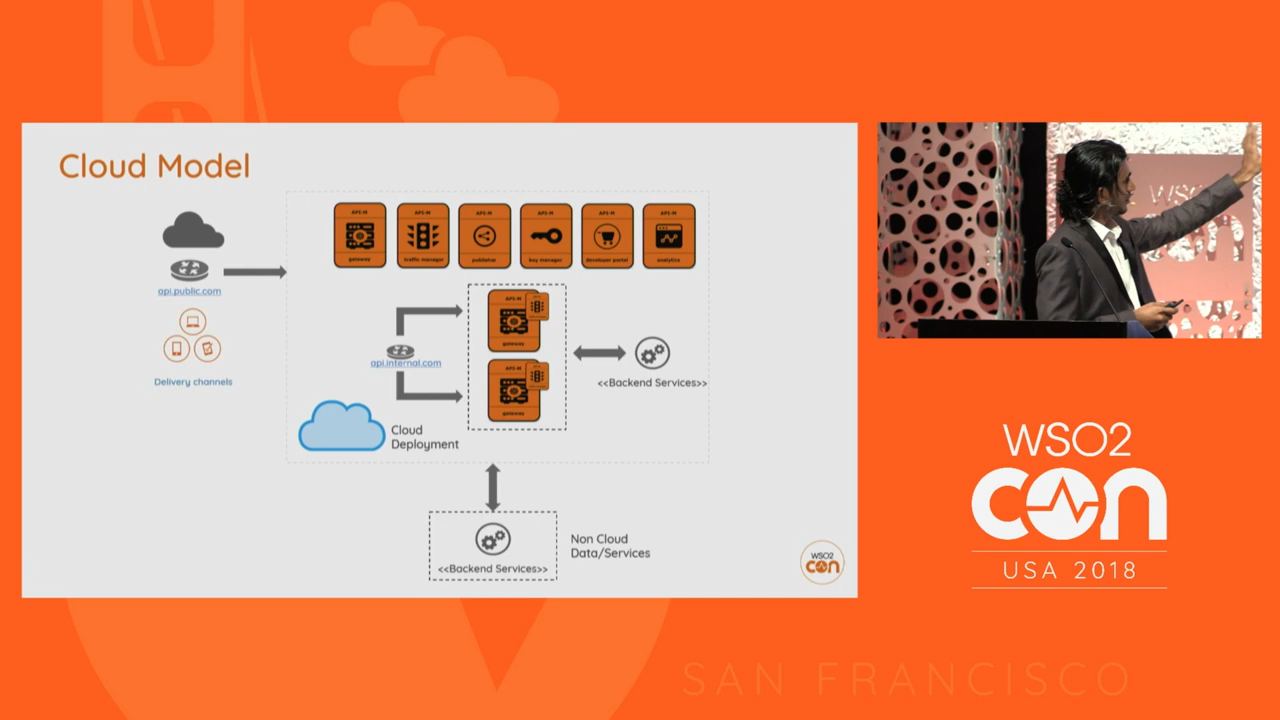 Cloud Model
API-M
gateway
API-M
traffic manager
API-M
publisher
API-M
key manager
API-M
developer portal
API-M
analytics
api.public.com
Delivery channels
API-M
gateway
api.internal.com
API-M
gateway
<<Backend Services>>
Cloud
Deployment
<<Backend Services>>
Non Cloud
Data/Services
WSO2
con
WSO2
con
USA 2018
SAN FRANCISCO